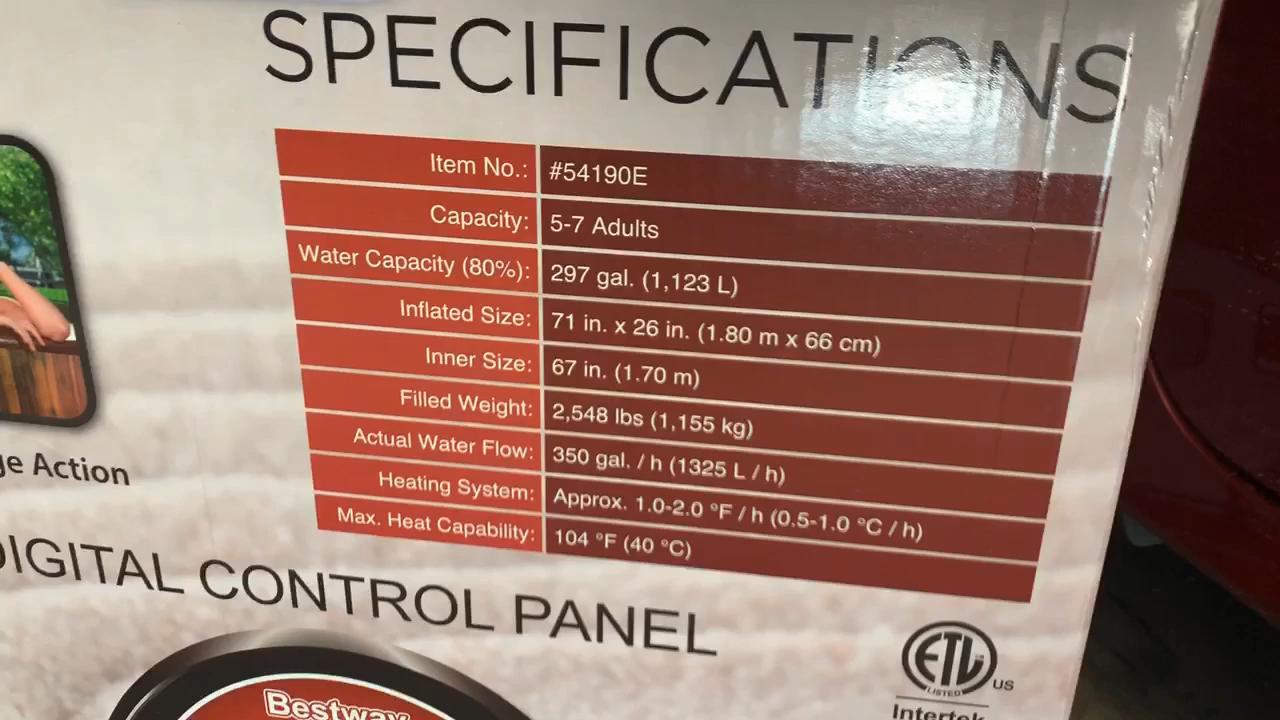 SPECIFICATIONS
Item No.: #54190E
Capacity: 5-7 Adults
Water Capacity (80%): 297 gal. (1,123 L)
Inflated Size: 71 in. x 26 in. (1.80 m x 66 cm)
Inner Size: 67 in. (1.70 m)
Filled Weight: 2,548 lbs (1,155 kg)
Actual Water Flow: 350 gal. / h (1325 L / h)
Heating System: Approx. 1.0-2.0 °F / h (0.5-1.0 °C / h)
Max. Heat Capability: 104 °F (40 °C)
ge Action
DIGITAL CONTROL PANEL
Bestway
ETL
LISTED
US
Intertek